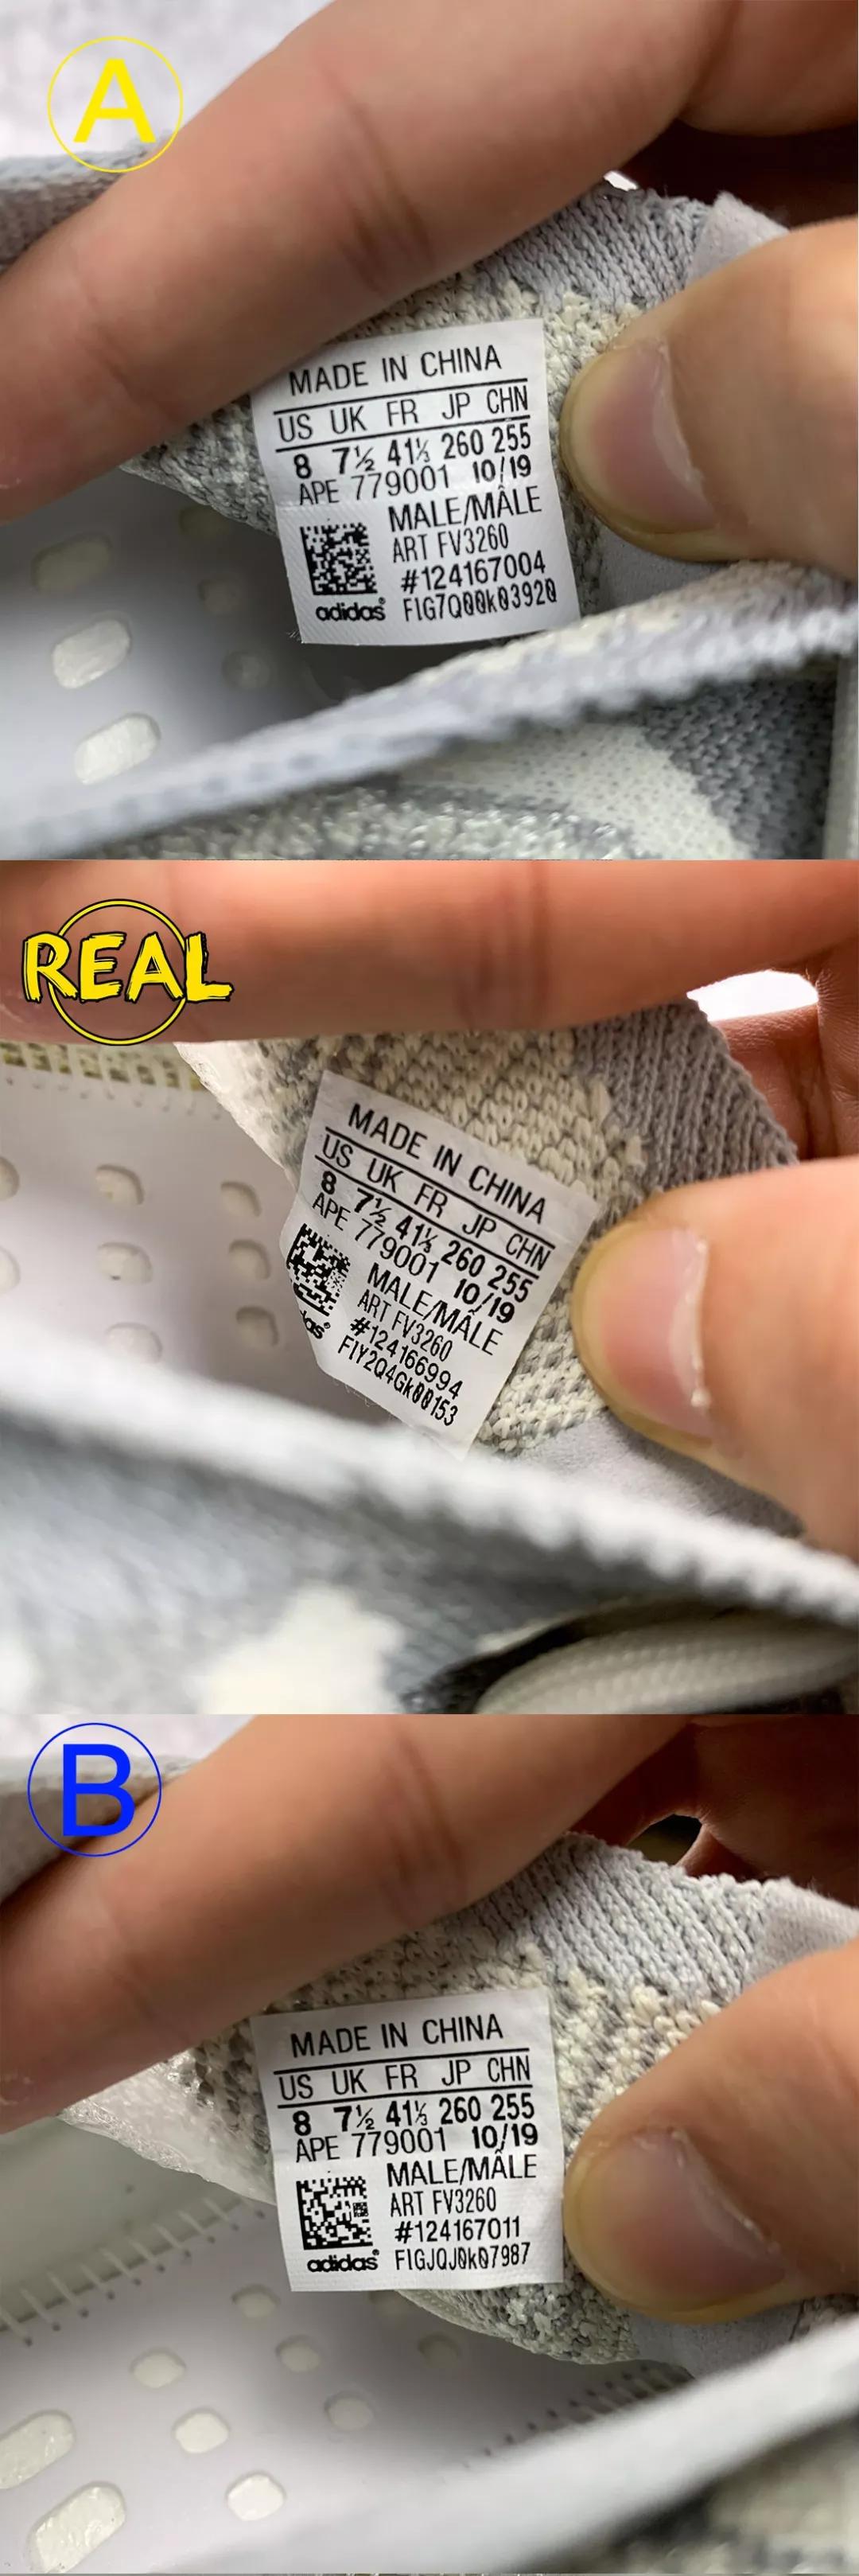 A
MADE IN CHINA
US UK FR JP CHN
8 7½ 41⅓ 260 255
APE 779001 10/19
MALE/MÂLE
ART FV3260
#124167004
adidas® FIG7Q00k03920
REAL
MADE IN CHINA
US UK FR JP CHN
8 7½ 41⅓ 260 255
APE 779001 10/19
MALE/MÂLE
ART FV3260
#124166994
FIY2Q4Gk00153
B
MADE IN CHINA
US UK FR JP CHN
8 7½ 41⅓ 260 255
APE 779001 10/19
MALE/MÂLE
ART FV3260
#124167011
adidas® FIGJQJ0k07987